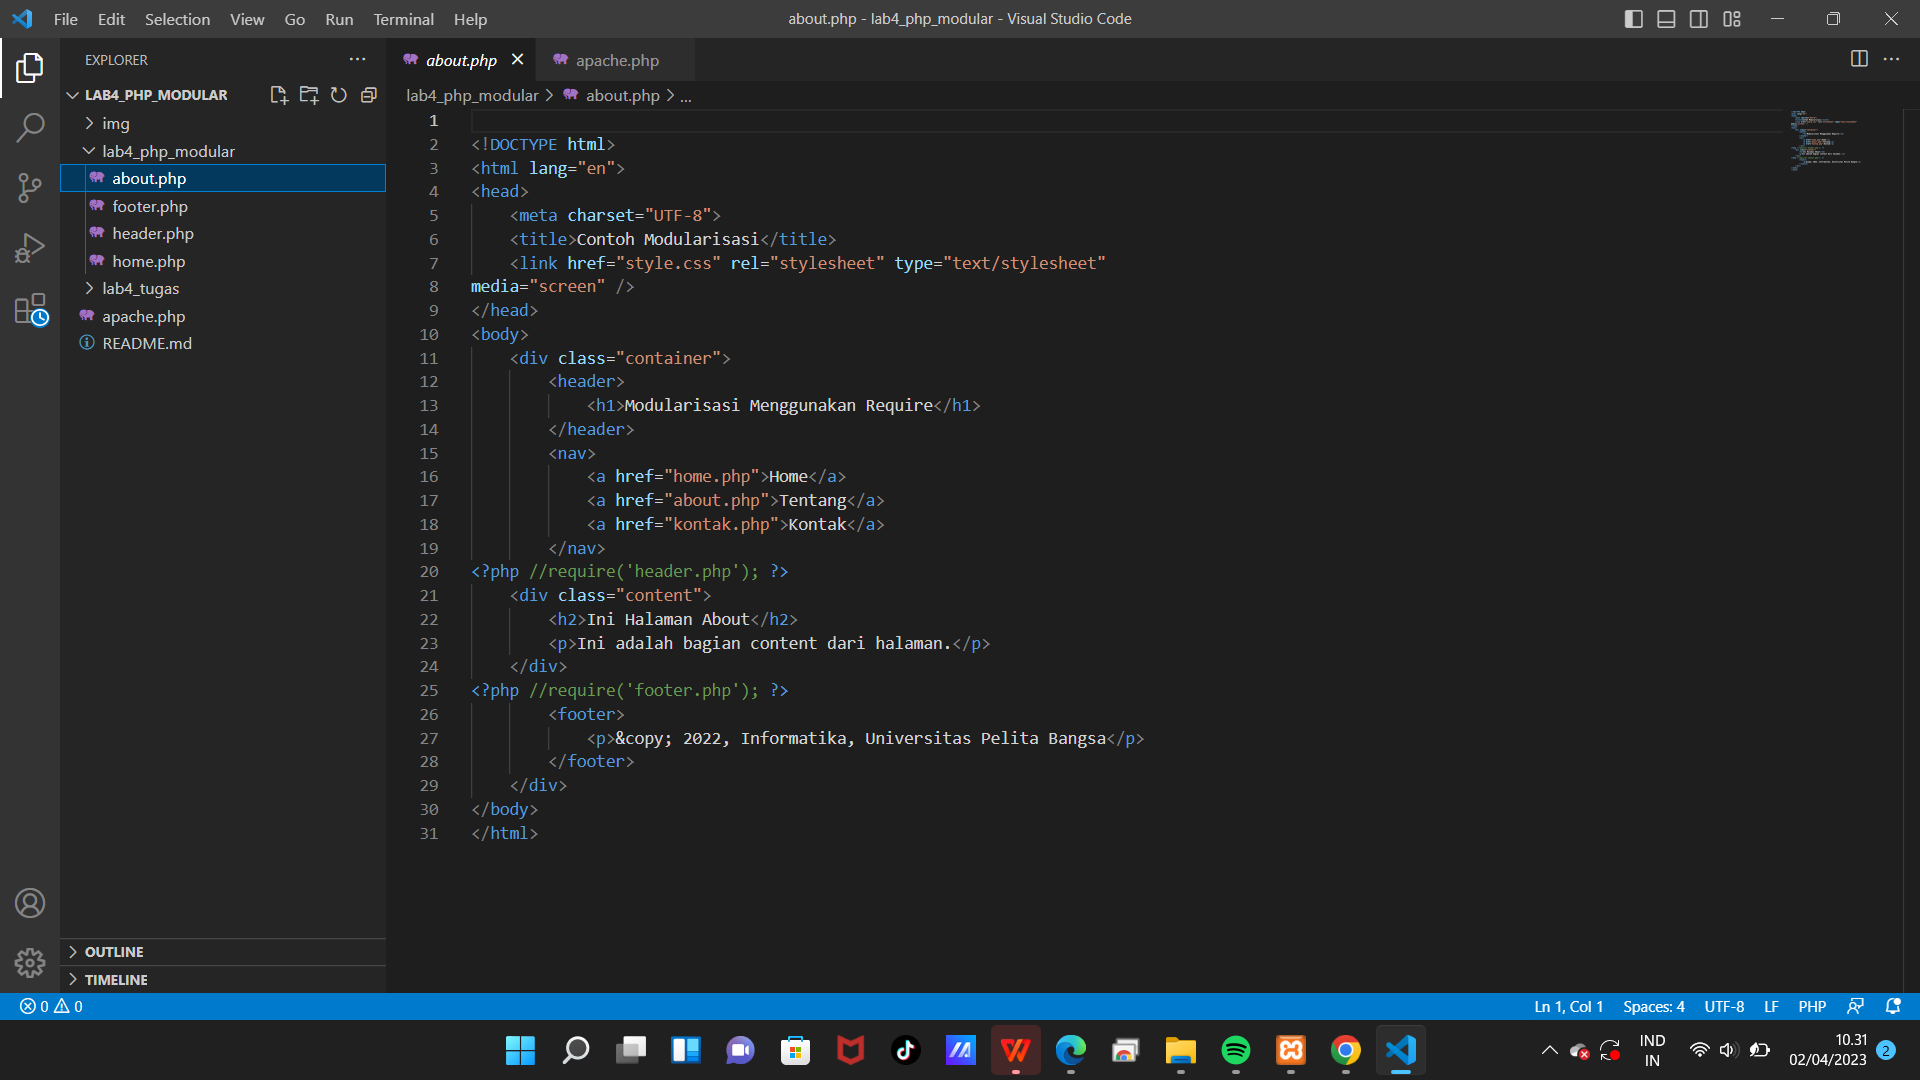 File Edit Selection View Go Run Terminal Help
about.php - lab4_php_modular - Visual Studio Code
EXPLORER
LAB4_PHP_MODULAR
img
lab4_php_modular
about.php
footer.php
header.php
home.php
lab4_tugas
apache.php
README.md
OUTLINE
TIMELINE
about.php
apache.php
lab4_php_modular > about.php > ...
1
2 <!DOCTYPE html>
3 <html lang="en">
4 <head>
5 <meta charset="UTF-8">
6 <title>Contoh Modularisasi</title>
7 <link href="style.css" rel="stylesheet" type="text/stylesheet"
8 media="screen" />
9 </head>
10 <body>
11 <div class="container">
12 <header>
13 <h1>Modularisasi Menggunakan Require</h1>
14 </header>
15 <nav>
16 <a href="home.php">Home</a>
17 <a href="about.php">Tentang</a>
18 <a href="kontak.php">Kontak</a>
19 </nav>
20 <?php //require('header.php'); ?>
21 <div class="content">
22 <h2>Ini Halaman About</h2>
23 <p>Ini adalah bagian content dari halaman.</p>
24 </div>
25 <?php //require('footer.php'); ?>
26 <footer>
27 <p>&copy; 2022, Informatika, Universitas Pelita Bangsa</p>
28 </footer>
29 </div>
30 </body>
31 </html>
0 0
Ln 1, Col 1 Spaces: 4 UTF-8 LF PHP
IND
IN
10.31
02/04/2023
2